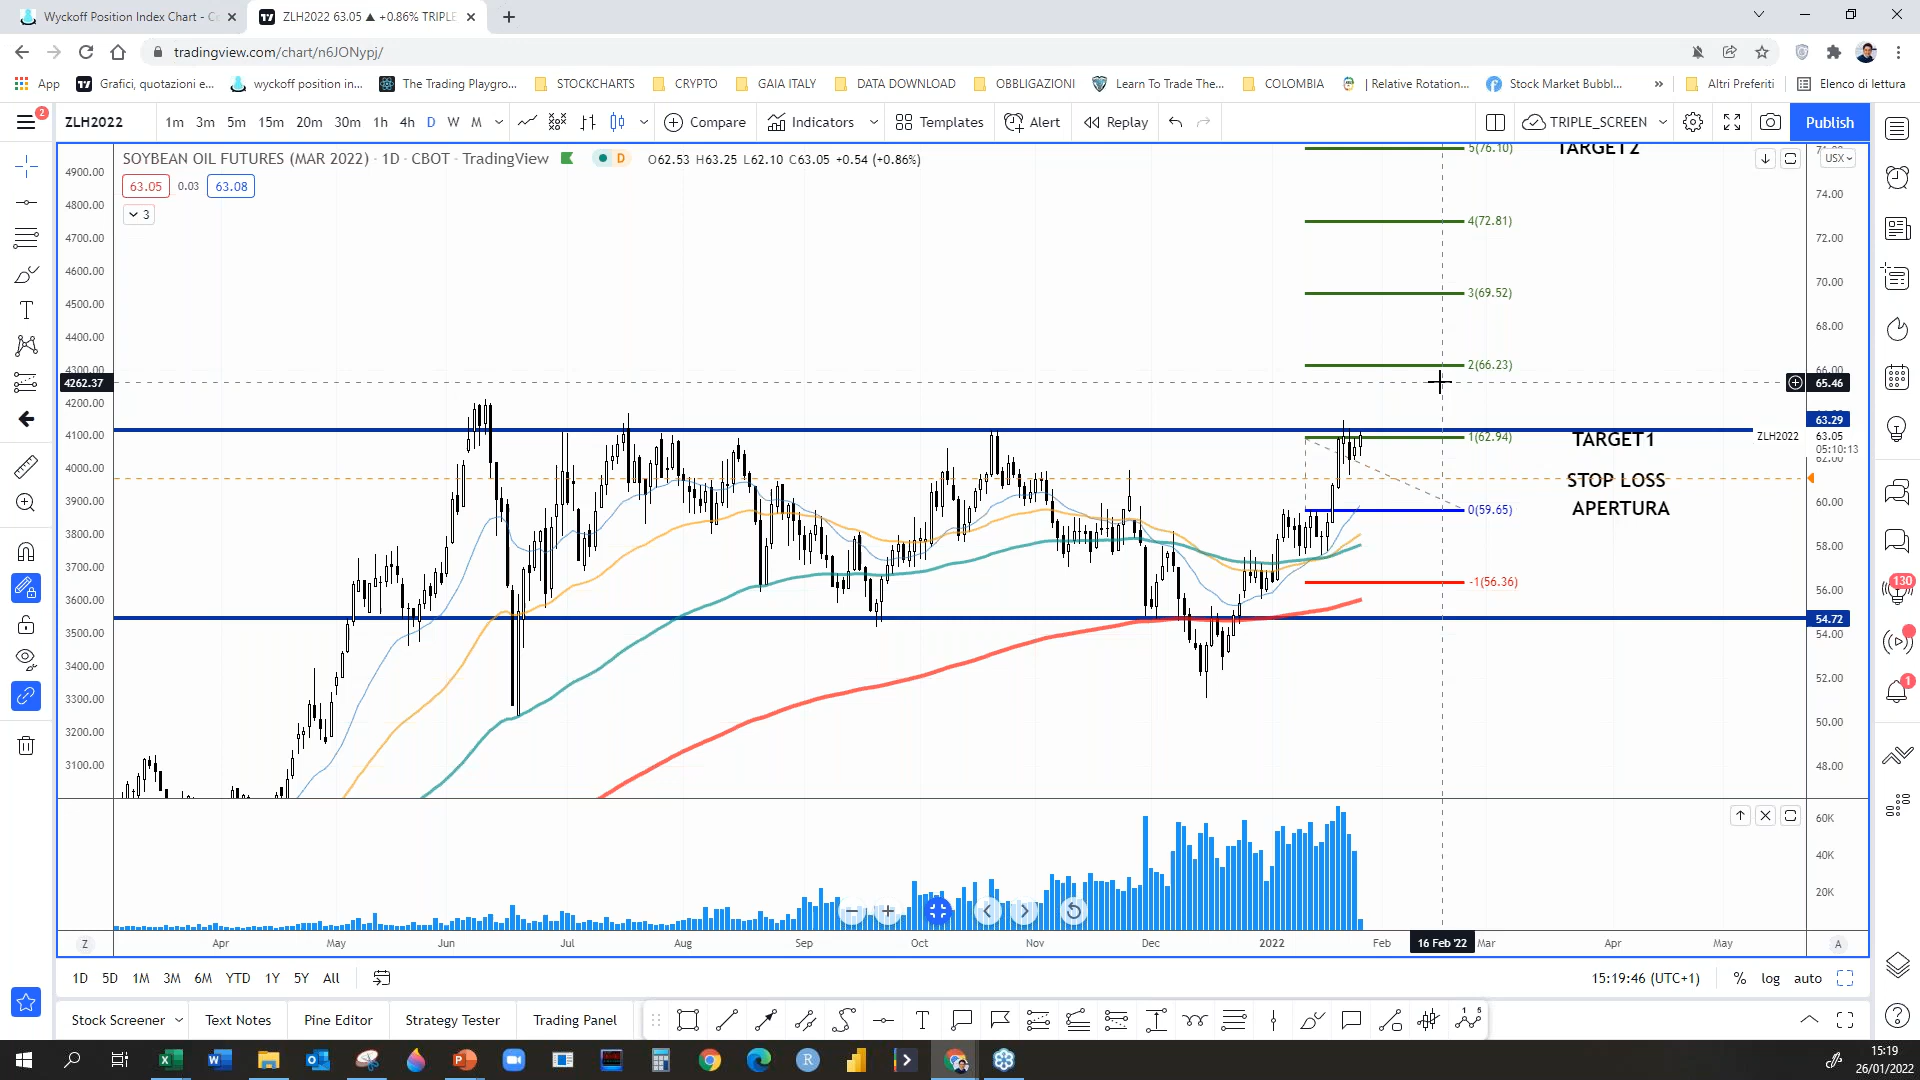 Wyckoff Position Index Chart - C
ZLH2022 63.05 ▲ +0.86% TRIPLE_
tradingview.com/chart/n6JONypj/
App Grafici, quotazioni e... wyckoff position in... The Trading Playgro... STOCKCHARTS CRYPTO GAIA ITALY DATA DOWNLOAD OBBLIGAZIONI Learn To Trade The... COLOMBIA | Relative Rotation... Stock Market Bubbl... » Altri Preferiti Elenco di lettura
2
ZLH2022 1m 3m 5m 15m 20m 30m 1h 4h D W M Compare Indicators Templates Alert Replay TRIPLE_SCREEN Publish
SOYBEAN OIL FUTURES (MAR 2022) · 1D · CBOT · TradingView D O62.53 H63.25 L62.10 C63.05 +0.54 (+0.86%)
63.05 0.03 63.08
3
USX
5(76.10) TARGET2
4900.00 74.00
4800.00
4(72.81)
4700.00 72.00
4600.00
4500.00 70.00
3(69.52)
4400.00 68.00
2(66.23)
4262.37 65.46
4200.00
63.29
4100.00 1(62.94) TARGET1 ZLH2022 63.05
05:10:13
STOP LOSS
3900.00 60.00
0(59.65) APERTURA
3800.00 58.00
3700.00
-1(56.36) 56.00
3600.00
54.72
3500.00 54.00
3400.00 52.00
3300.00 50.00
3200.00
3100.00 48.00
130
1
60K
40K
20K
Z Apr May Jun Jul Aug Sep Oct Nov Dec 2022 Feb 16 Feb '22 Mar Apr May A
1D 5D 1M 3M 6M YTD 1Y 5Y All 15:19:46 (UTC+1) % log auto
Stock Screener Text Notes Pine Editor Strategy Tester Trading Panel
15:19
26/01/2022